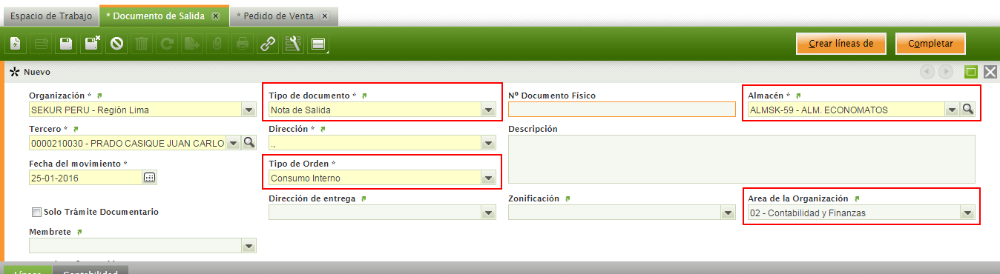 Espacio de Trabajo * Documento de Salida * Pedido de Venta
Crear líneas de Completar
Nuevo
Organización * Tipo de documento * Nº Documento Físico Almacén *
SEKUR PERU - Región Lima Nota de Salida ALMSK-59 - ALM. ECONOMATOS
Tercero * Dirección * Descripción
0000210030 - PRADO CASIQUE JUAN CARLO .,
Fecha del movimiento * Tipo de Orden *
25-01-2016 Consumo Interno
Dirección de entrega Zonificación Area de la Organización
Solo Trámite Documentario 02 - Contabilidad y Finanzas
Membrete
Líneas Contabilidad